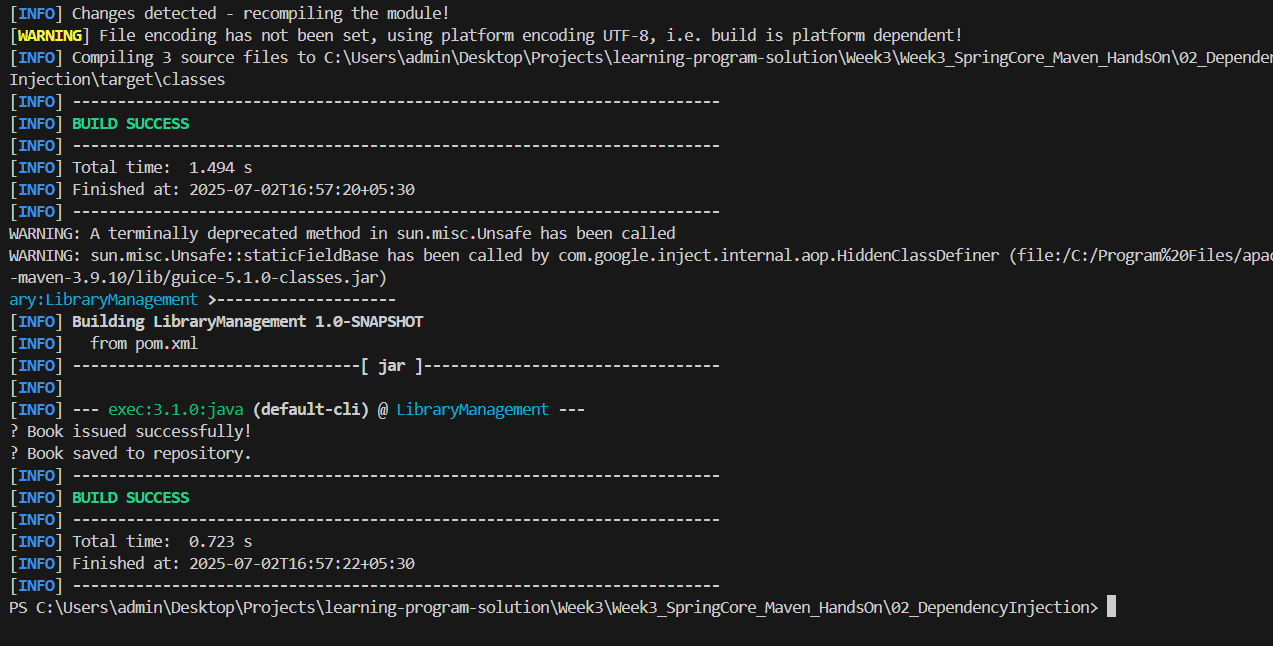 [INFO] Changes detected - recompiling the module!
[WARNING] File encoding has not been set, using platform encoding UTF-8, i.e. build is platform dependent!
[INFO] Compiling 3 source files to C:\Users\admin\Desktop\Projects\learning-program-solution\Week3\Week3_SpringCore_Maven_HandsOn\02_Dependen
Injection\target\classes
[INFO] ------------------------------------------------------------------------
[INFO] BUILD SUCCESS
[INFO] ------------------------------------------------------------------------
[INFO] Total time:  1.494 s
[INFO] Finished at: 2025-07-02T16:57:20+05:30
[INFO] ------------------------------------------------------------------------
WARNING: A terminally deprecated method in sun.misc.Unsafe has been called
WARNING: sun.misc.Unsafe::staticFieldBase has been called by com.google.inject.internal.aop.HiddenClassDefiner (file:/C:/Program%20Files/apac
-maven-3.9.10/lib/guice-5.1.0-classes.jar)
ary:LibraryManagement >--------------------
[INFO] Building LibraryManagement 1.0-SNAPSHOT
[INFO]   from pom.xml
[INFO] --------------------------------[ jar ]---------------------------------
[INFO]
[INFO] --- exec:3.1.0:java (default-cli) @ LibraryManagement ---
? Book issued successfully!
? Book saved to repository.
[INFO] ------------------------------------------------------------------------
[INFO] BUILD SUCCESS
[INFO] ------------------------------------------------------------------------
[INFO] Total time:  0.723 s
[INFO] Finished at: 2025-07-02T16:57:22+05:30
[INFO] ------------------------------------------------------------------------
PS C:\Users\admin\Desktop\Projects\learning-program-solution\Week3\Week3_SpringCore_Maven_HandsOn\02_DependencyInjection>